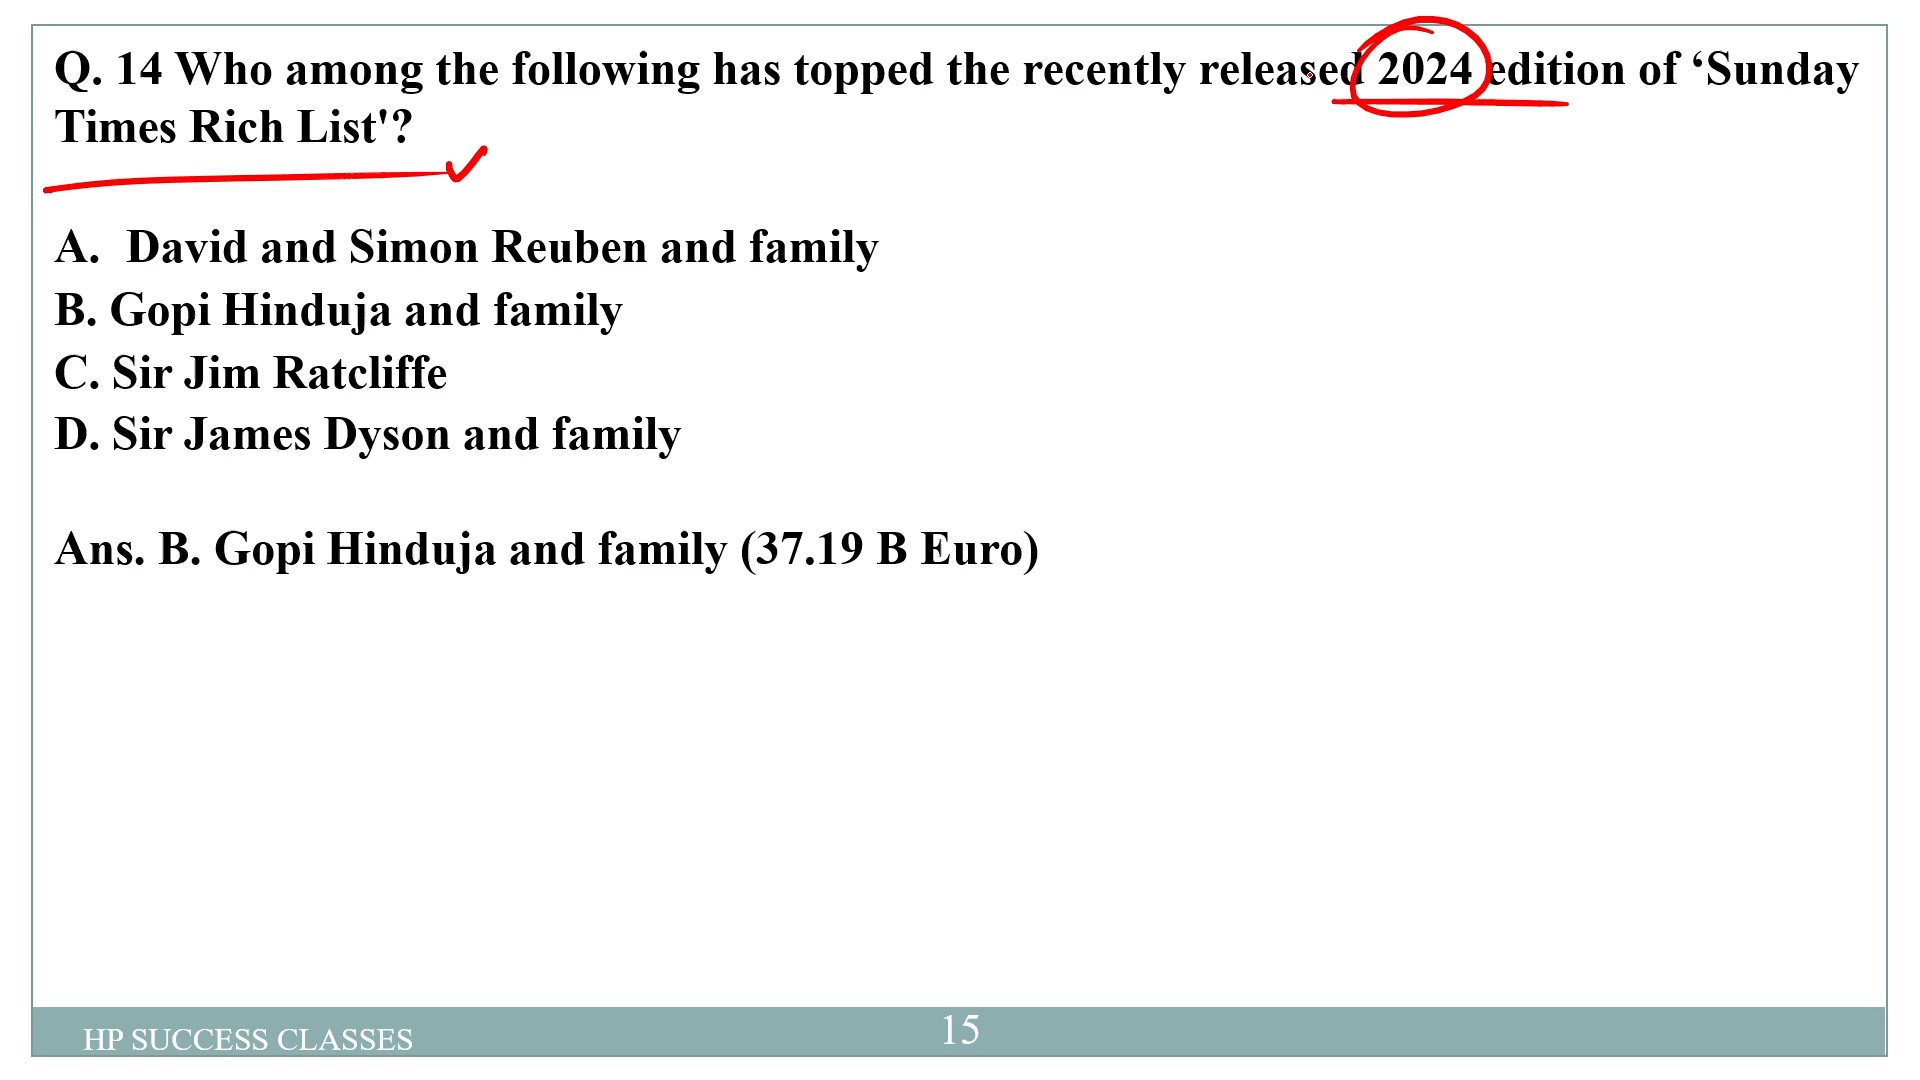 Q. 14 Who among the following has topped the recently released 2024 edition of ‘Sunday
Times Rich List'?
A. David and Simon Reuben and family
B. Gopi Hinduja and family
C. Sir Jim Ratcliffe
D. Sir James Dyson and family
Ans. B. Gopi Hinduja and family (37.19 B Euro)
HP SUCCESS CLASSES
15